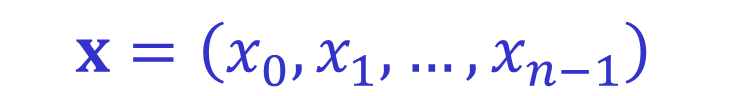 𝐱 = (𝑥₀, 𝑥₁, … , 𝑥ₙ₋₁)